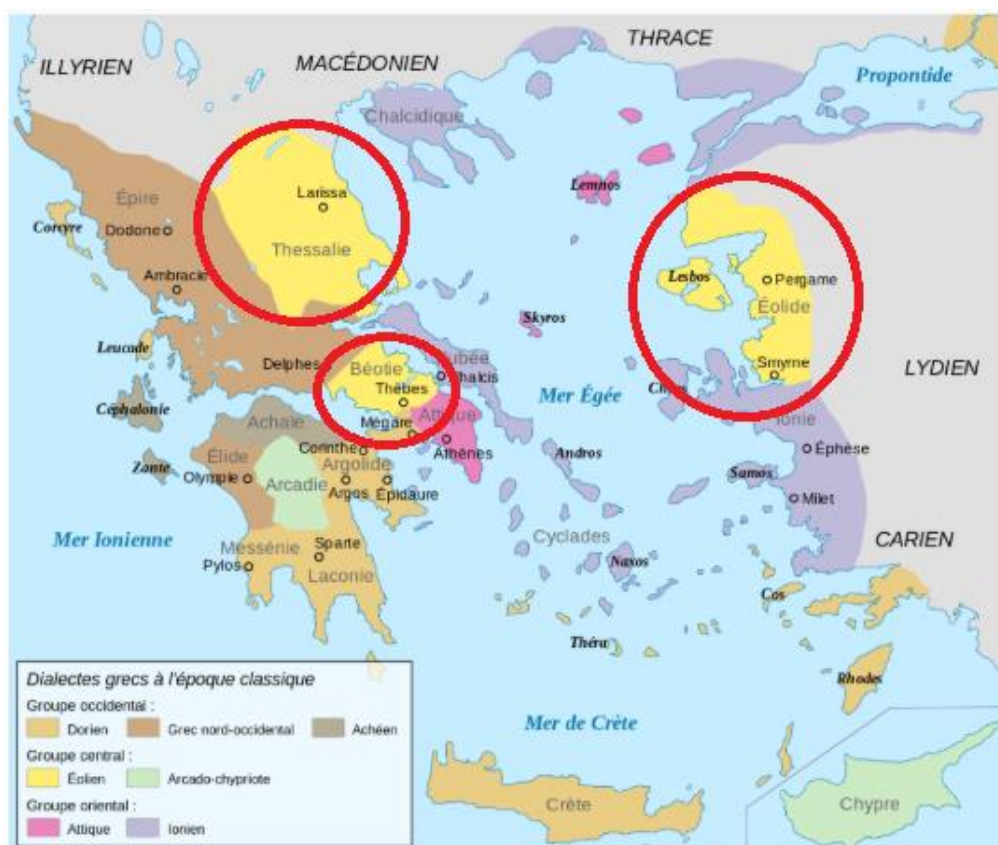 THRACE
ILLYRIEN
MACÉDONIEN
Propontide
Chalcidique
Larissa
Lemnos
Épire
Corcyre
Dodone
Thessalie
Lesbos
Pergame
Ambracie
Éolide
Skyros
Leucade
Delphes
Béotie
Eubée
Smyrne
LYDIEN
Thèbes
Chalcis
Mer Égée
Chios
Céphalonie
Achaïe
Mégare
Attique
Ionie
Corinthe
Athènes
Éphèse
Élide
Argolide
Andros
Zante
Olympie
Arcadie
Argos
Épidaure
Samos
Milet
Mer Ionienne
Cyclades
CARIEN
Messénie
Sparte
Naxos
Pylos
Laconie
Cos
Théra
Rhodes
Mer de Crète
Crète
Chypre
Dialectes grecs à l'époque classique
Groupe occidental :
Dorien Grec nord-occidental Achéen
Groupe central :
Éolien Arcado-chypriote
Groupe oriental :
Attique Ionien